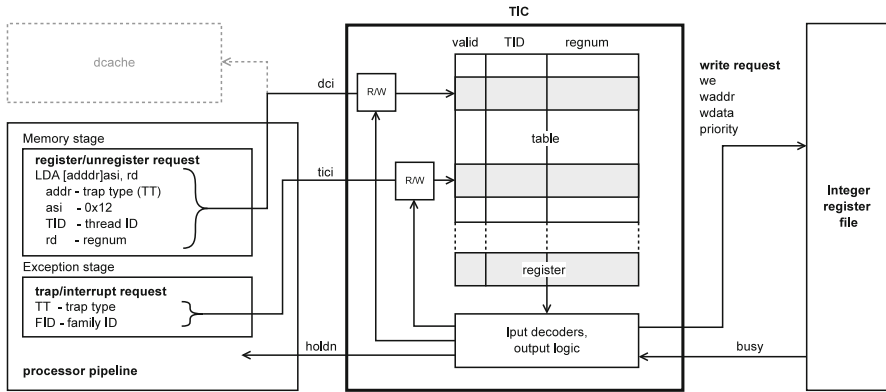 TIC
dcache
valid TID regnum
dci
R/W
write request
we
waddr
wdata
priority
Memory stage
register/unregister request
LDA [adddr]asi, rd
addr - trap type (TT)
asi - 0x12
TID - thread ID
rd - regnum
table
tici
R/W
Integer
register
file
Exception stage
trap/interrupt request
TT - trap type
FID - family ID
register
Iput decoders,
output logic
holdn
busy
processor pipeline